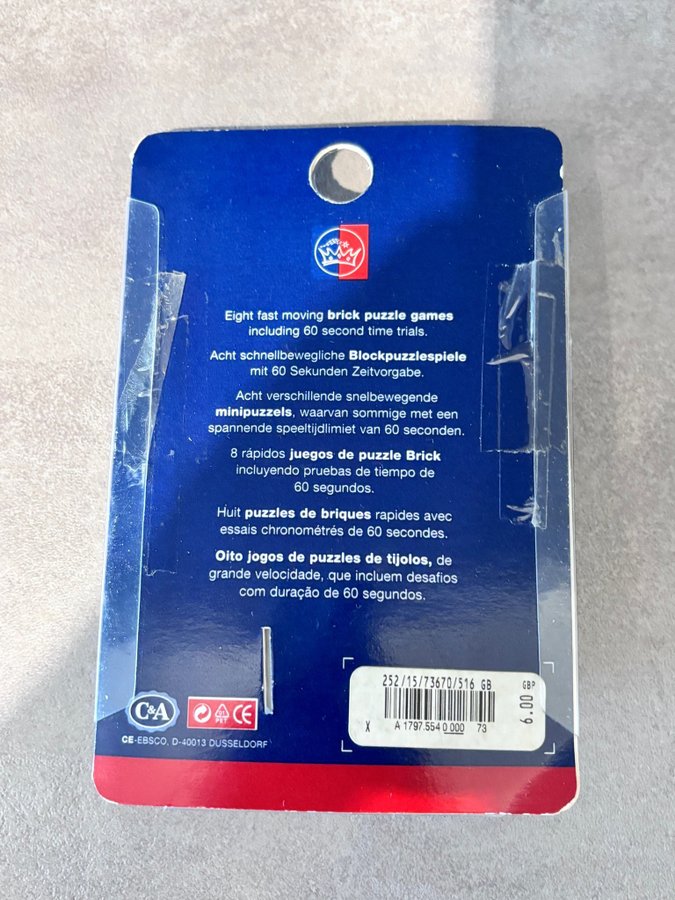 Eight fast moving brick puzzle games
including 60 second time trials.
Acht schnellbewegliche Blockpuzzlespiele
mit 60 Sekunden Zeitvorgabe.
Acht verschillende snelbewegende
minipuzzels, waarvan sommige met een
spannende speeltijdlimiet van 60 seconden.
8 rápidos juegos de puzzle Brick
incluyendo pruebas de tiempo de
60 segundos.
Huit puzzles de briques rapides avec
essais chronométrés de 60 secondes.
Oito jogos de puzzles de tijolos, de
grande velocidade, que incluem desafios
com duração de 60 segundos.
C&A
PET
CE
CE-EBSCO, D-40013 DUSSELDORF
252/15/73670/516 GB
X A 1797.554 0 000 73
GBP
6.00